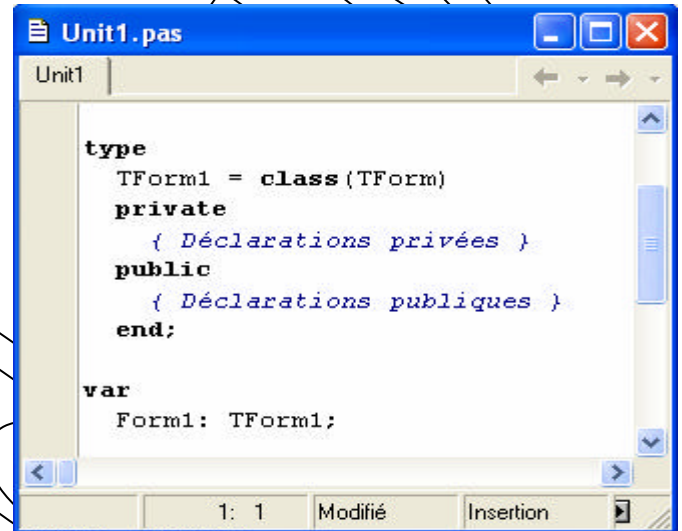 Unit1.pas
Unit1
type
TForm1 = class(TForm)
private
{ Déclarations privées }
public
{ Déclarations publiques }
end;
var
Form1: TForm1;
1: 1 Modifié Insertion